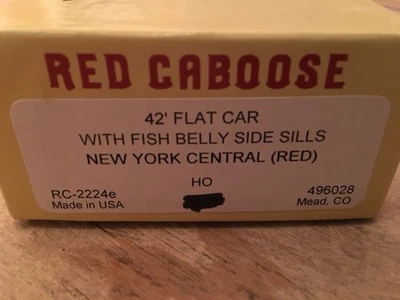 RED CABOOSE
42' FLAT CAR
WITH FISH BELLY SIDE SILLS
NEW YORK CENTRAL (RED)
HO
RC-2224e 496028
Made in USA Mead, CO